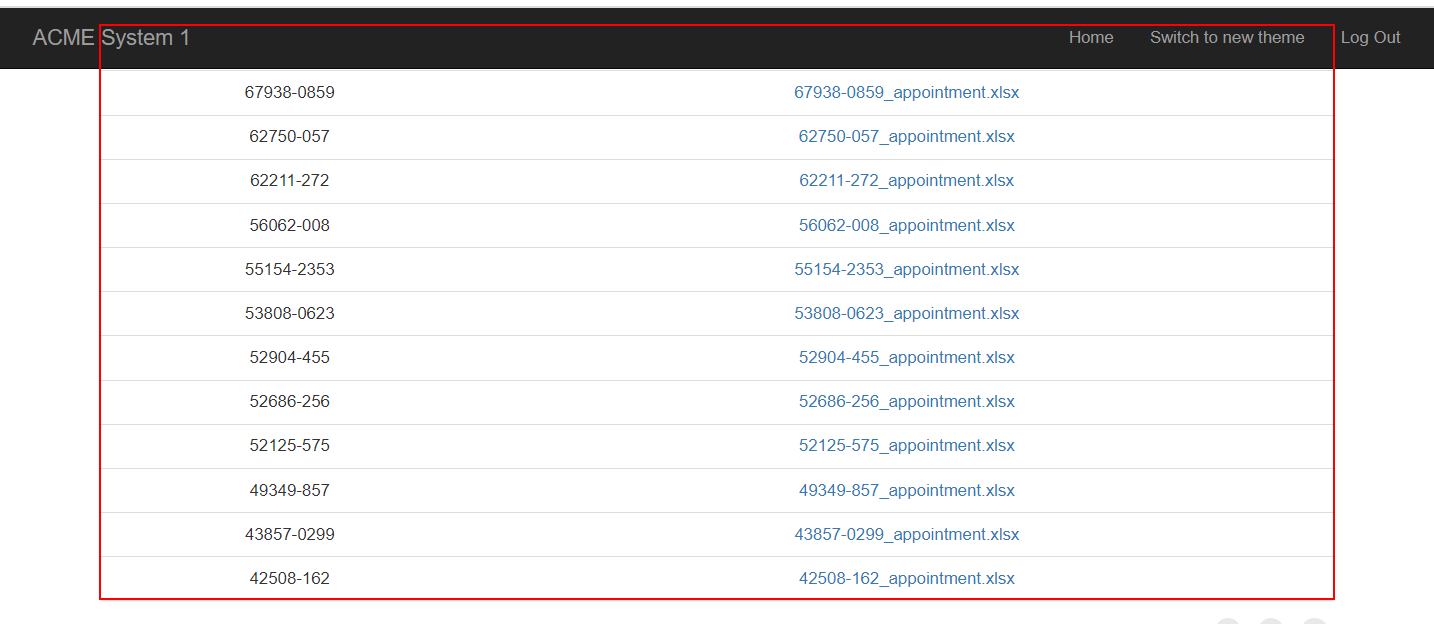 ACME System 1 Home Switch to new theme Log Out
67938-0859 67938-0859_appointment.xlsx
62750-057 62750-057_appointment.xlsx
62211-272 62211-272_appointment.xlsx
56062-008 56062-008_appointment.xlsx
55154-2353 55154-2353_appointment.xlsx
53808-0623 53808-0623_appointment.xlsx
52904-455 52904-455_appointment.xlsx
52686-256 52686-256_appointment.xlsx
52125-575 52125-575_appointment.xlsx
49349-857 49349-857_appointment.xlsx
43857-0299 43857-0299_appointment.xlsx
42508-162 42508-162_appointment.xlsx